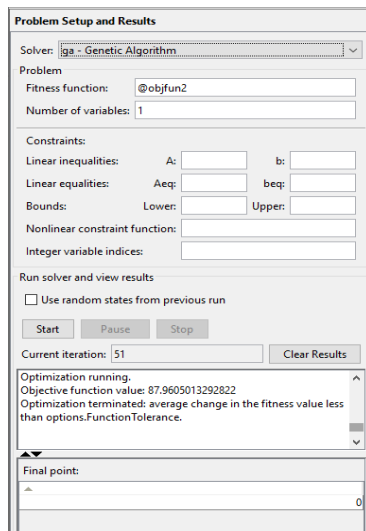 Problem Setup and Results
Solver: ga - Genetic Algorithm
Problem
Fitness function: @objfun2
Number of variables: 1
Constraints:
Linear inequalities: A: b:
Linear equalities: Aeq: beq:
Bounds: Lower: Upper:
Nonlinear constraint function:
Integer variable indices:
Run solver and view results
Use random states from previous run
Start Pause Stop
Current iteration: 51 Clear Results
Optimization running.
Objective function value: 87.9605013292822
Optimization terminated: average change in the fitness value less
than options.FunctionTolerance.
Final point:
0